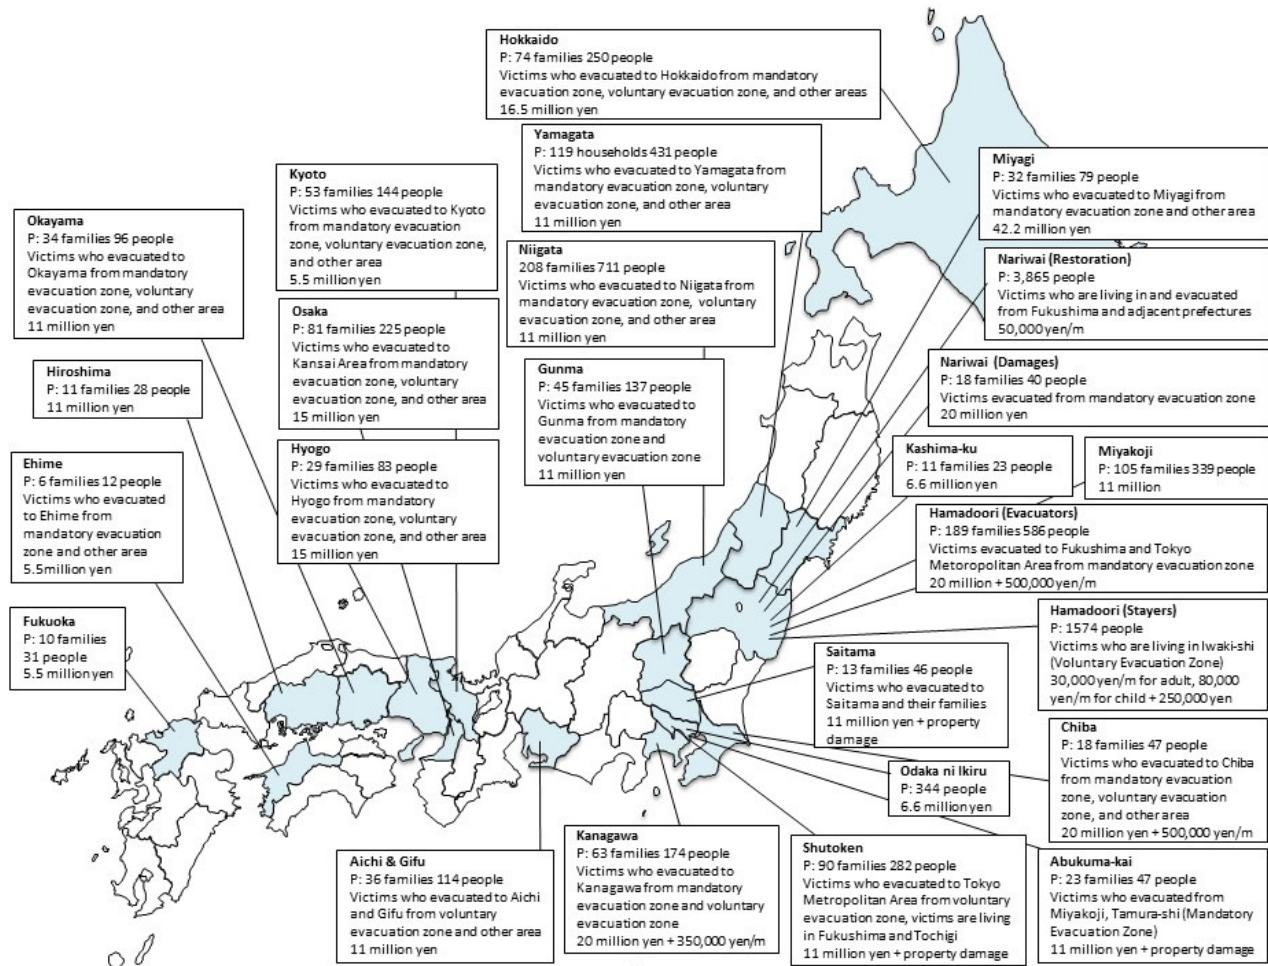 Hokkaido
P: 74 families 250 people
Victims who evacuated to Hokkaido from mandatory
evacuation zone, voluntary evacuation zone, and other areas
16.5 million yen
Yamagata
P: 119 households 431 people
Victims who evacuated to Yamagata from
mandatory evacuation zone, voluntary
evacuation zone, and other area
11 million yen
Miyagi
P: 32 families 79 people
Victims who evacuated to Miyagi from
mandatory evacuation zone and other area
42.2 million yen
Kyoto
P: 53 families 144 people
Victims who evacuated to Kyoto
from mandatory evacuation
zone, voluntary evacuation zone,
and other area
5.5 million yen
Okayama
P: 34 families 96 people
Victims who evacuated to
Okayama from mandatory
evacuation zone, voluntary
evacuation zone, and other area
11 million yen
Niigata
208 families 711 people
Victims who evacuated to Niigata from
mandatory evacuation zone, voluntary
evacuation zone, and other area
11 million yen
Nariwai (Restoration)
P: 3,865 people
Victims who are living in and evacuated
from Fukushima and adjacent prefectures
50,000 yen/m
Osaka
P: 81 families 225 people
Victims who evacuated to
Kansai Area from mandatory
evacuation zone, voluntary
evacuation zone, and other area
15 million yen
Hiroshima
P: 11 families 28 people
11 million yen
Gunma
P: 45 families 137 people
Victims who evacuated to
Gunma from mandatory
evacuation zone and
voluntary evacuation zone
11 million yen
Nariwai (Damages)
P: 18 families 40 people
Victims evacuated from mandatory evacuation zone
20 million yen
Hyogo
P: 29 families 83 people
Victims who evacuated to
Hyogo from mandatory
evacuation zone, voluntary
evacuation zone, and other area
15 million yen
Kashima-ku
P: 11 families 23 people
6.6 million yen
Miyakoji
P: 105 families 339 people
11 million
Ehime
P: 6 families 12 people
Victims who evacuated
to Ehime from
mandatory evacuation
zone and other area
5.5million yen
Hamadoori (Evacuators)
P: 189 families 586 people
Victims evacuated to Fukushima and Tokyo
Metoropolitan Area from mandatory evacuation zone
20 million + 500,000 yen/m
Fukuoka
P: 10 families
31 people
5.5 million yen
Hamadoori (Stayers)
P: 1574 people
Victims who are living in Iwaki-shi
(Voluntary Evacuation Zone)
30,000 yen/m for adult, 80,000
yen/m for child + 250,000 yen
Saitama
P: 13 families 46 people
Victims who evacuated to
Saitama and their families
11 million yen + property
damage
Chiba
P: 18 families 47 people
Victims who evacuated to Chiba
from mandatory evacuation
zone, voluntary evacuation
zone, and other area
20 million yen + 500,000 yen/m
Odaka ni Ikiru
P: 344 people
6.6 million yen
Aichi & Gifu
P: 36 families 114 people
Victims who evacuated to Aichi
and Gifu from voluntary
evacuation zone and other area
11 million yen
Kanagawa
P: 63 families 174 people
Victims who evacuated to
Kanagawa from mandatory
evacuation zone and voluntary
evacuation zone
20 million yen + 350,000 yen/m
Shutoken
P: 90 families 282 people
Victims who evacuated to Tokyo
Metropolitan Area from voluntary
evacuation zone, victims are living
in Fukushima and Tochigi
11 million yen + property damage
Abukuma-kai
P: 23 families 47 people
Victims who evacuated from
Miyakoji, Tamura-shi (Mandatory
Evacuation Zone)
11 million yen + property damage